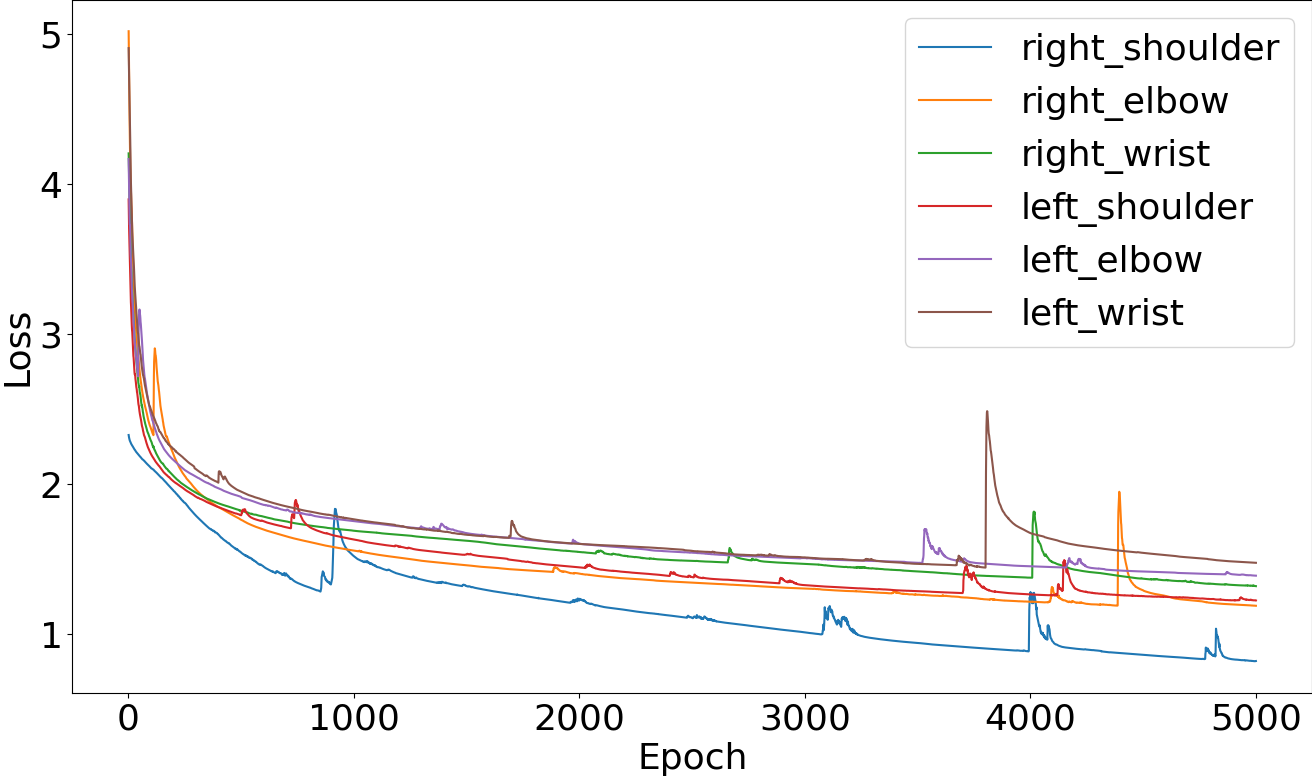 5
4
3
2
1
Loss
right_shoulder
right_elbow
right_wrist
left_shoulder
left_elbow
left_wrist
0 1000 2000 3000 4000 5000
Epoch